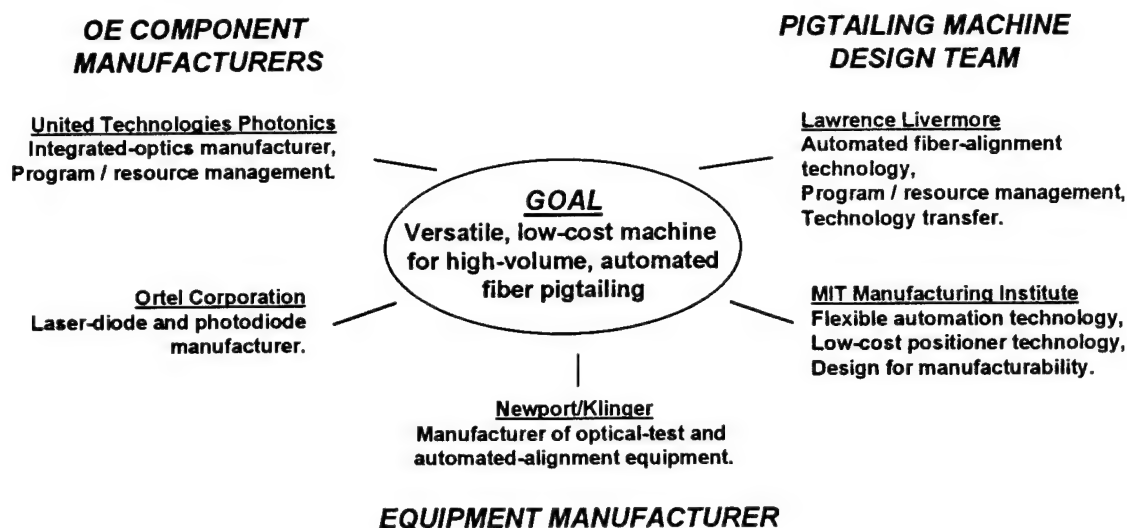 OE COMPONENT
MANUFACTURERS
PIGTAILING MACHINE
DESIGN TEAM
United Technologies Photonics
Integrated-optics manufacturer,
Program / resource management.
Lawrence Livermore
Automated fiber-alignment
technology,
Program / resource management,
Technology transfer.
GOAL
Versatile, low-cost machine
for high-volume, automated
fiber pigtailing
Ortel Corporation
Laser-diode and photodiode
manufacturer.
MIT Manufacturing Institute
Flexible automation technology,
Low-cost positioner technology,
Design for manufacturability.
Newport/Klinger
Manufacturer of optical-test and
automated-alignment equipment.
EQUIPMENT MANUFACTURER